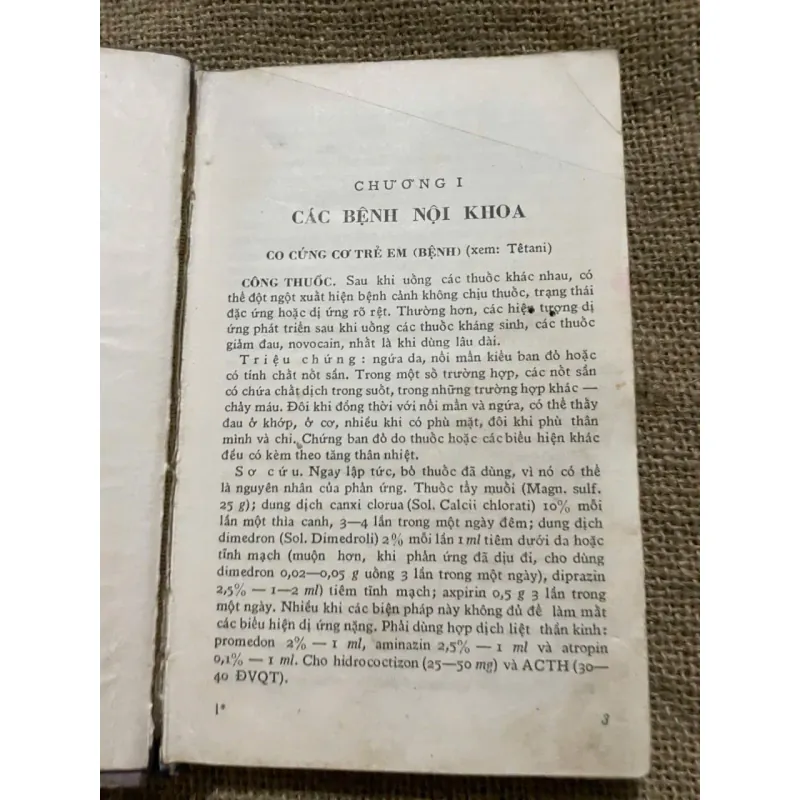 CHƯƠNG I
CÁC BỆNH NỘI KHOA
CO CỨNG CƠ TRẺ EM (BỆNH) (xem: Têtani)
CÔNG THUỐC. Sau khi uống các thuốc khác nhau, có
thể đột ngột xuất hiện bệnh cảnh không chịu thuốc, trạng thái
đặc ứng hoặc dị ứng rõ rệt. Thường hơn, các hiện tượng dị
ứng phát triển sau khi uống các thuốc kháng sinh, các thuốc
giảm đau, novocain, nhất là khi dùng lâu dài.
Triệu chứng: ngứa da, nổi mẩn kiểu ban đỏ hoặc
có tính chất nốt sần. Trong một số trường hợp, các nốt sần
có chứa chất dịch trong suốt, trong những trường hợp khác —
chảy máu. Đôi khi đồng thời với nổi mẩn và ngứa, có thể thấy
đau ở khớp, ở cơ, nhiều khi có phù mặt, đôi khi phù thân
mình và chi. Chứng ban đỏ do thuốc hoặc các biểu hiện khác
đều có kèm theo tăng thân nhiệt.
Sơ cứu. Ngay lập tức, bỏ thuốc đã dùng, vì nó có thể
là nguyên nhân của phản ứng. Thuốc tẩy muối (Magn. sulf.
25 g); dung dịch canxi clorua (Sol. Calcii chlorati) 10% mỗi
lần một thìa canh, 3—4 lần trong một ngày đêm; dung dịch
dimedron (Sol. Dimedroli) 2% mỗi lần 1 ml tiêm dưới da hoặc
tĩnh mạch (muộn hơn, khi phản ứng đã dịu đi, cho dùng
dimedron 0,02—0,05 g uống 3 lần trong một ngày), diprazin
2,5% — 1—2 ml) tiêm tĩnh mạch; axpirin 0,5 g 3 lần trong
một ngày. Nhiều khi các biện pháp này không đủ để làm mất
các biểu hiện dị ứng nặng. Phải dùng hợp dịch liệt thần kinh:
promedon 2% — 1 ml, aminazin 2,5% — 1 ml và atropin
0,1% — 1 ml. Cho hidrococtizon (25—50 mg) và ACTH (30—
40 ĐVQT).
1*
3